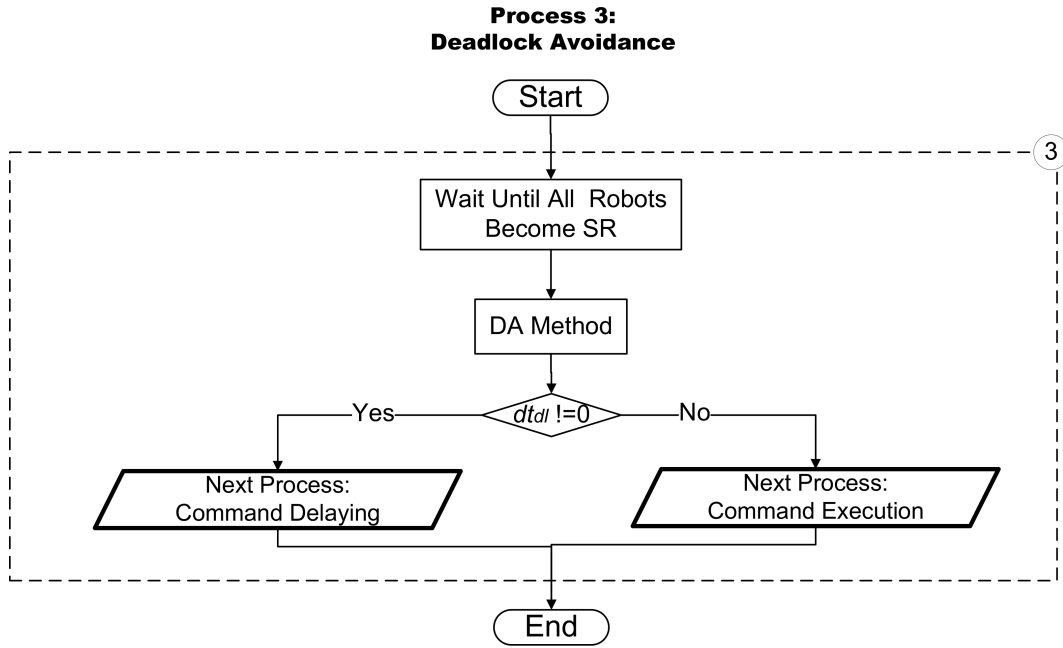 Process 3:
Deadlock Avoidance
Start
3
Wait Until All Robots
Become SR
DA Method
dtdl !=0
Yes
No
Next Process:
Command Delaying
Next Process:
Command Execution
End